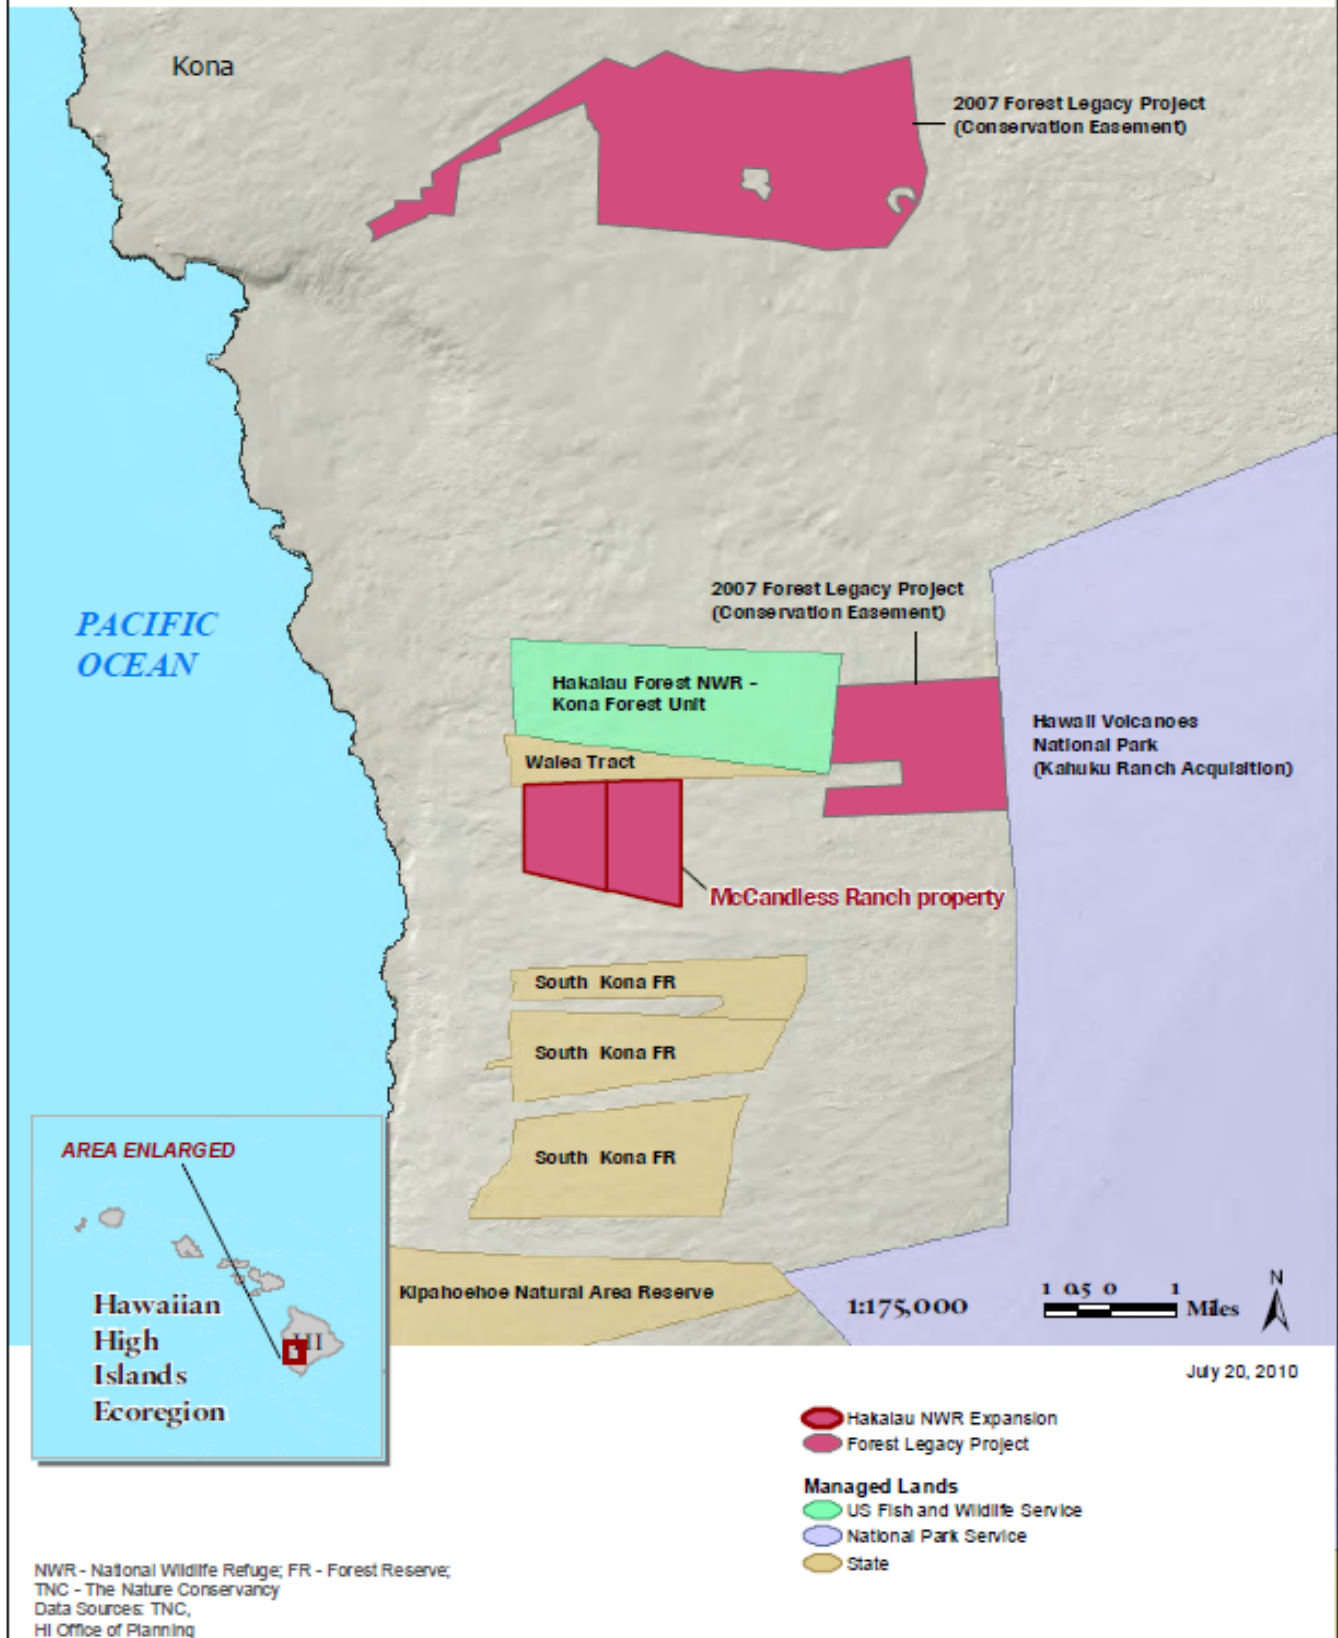 Kona
2007 Forest Legacy Project
(Conservation Easement)
2007 Forest Legacy Project
(Conservation Easement)
PACIFIC
OCEAN
Hakalau Forest NWR -
Kona Forest Unit
Hawaii Volcanoes
National Park
(Kahuku Ranch Acquisition)
Waiea Tract
McCandless Ranch property
South Kona FR
South Kona FR
South Kona FR
AREA ENLARGED
HI
Hawaiian
High
Islands
Ecoregion
Kipahoehoe Natural Area Reserve
1:175,000
1 0.5 0 1
Miles
N
July 20, 2010
Hakalau NWR Expansion
Forest Legacy Project
Managed Lands
US Fish and Wildlife Service
National Park Service
State
NWR - National Wildlife Refuge; FR - Forest Reserve;
TNC - The Nature Conservancy
Data Sources: TNC,
HI Office of Planning